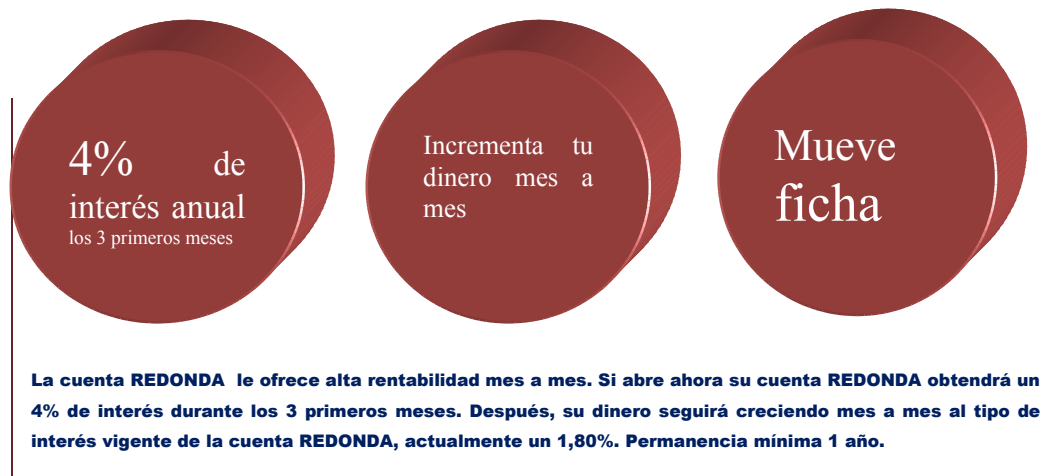 4% de
interés anual
los 3 primeros meses
Incrementa tu
dinero mes a
mes
Mueve
ficha
La cuenta REDONDA le ofrece alta rentabilidad mes a mes. Si abre ahora su cuenta REDONDA obtendrá un
4% de interés durante los 3 primeros meses. Después, su dinero seguirá creciendo mes a mes al tipo de
interés vigente de la cuenta REDONDA, actualmente un 1,80%. Permanencia mínima 1 año.